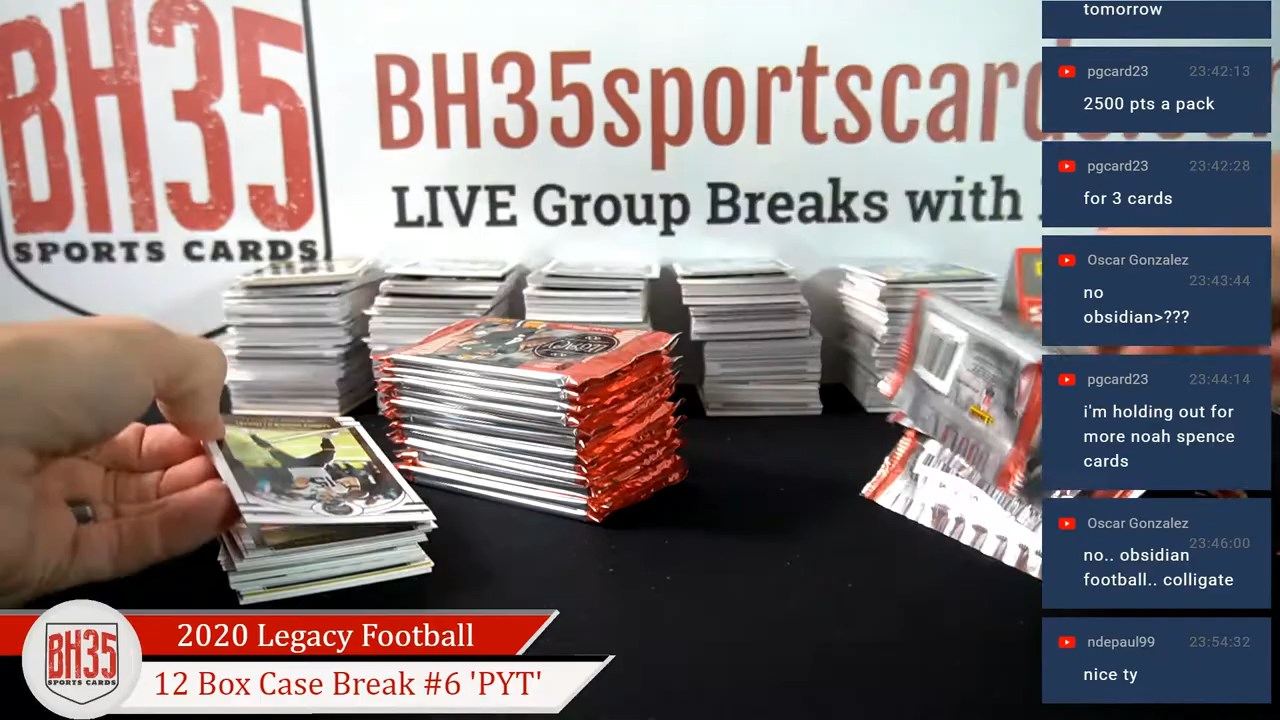 BH35
SPORTS CARDS
BH35sportscard
LIVE Group Breaks with
LEGACY
2020 Legacy Football
12 Box Case Break #6 'PYT'
BH35
SPORTS CARDS
tomorrow
pgcard23 23:42:13
2500 pts a pack
pgcard23 23:42:28
for 3 cards
Oscar Gonzalez
23:43:44
no
obsidian>???
pgcard23 23:44:14
i'm holding out for
more noah spence
cards
Oscar Gonzalez
23:46:00
no.. obsidian
football.. colligate
ndepaul99 23:54:32
nice ty